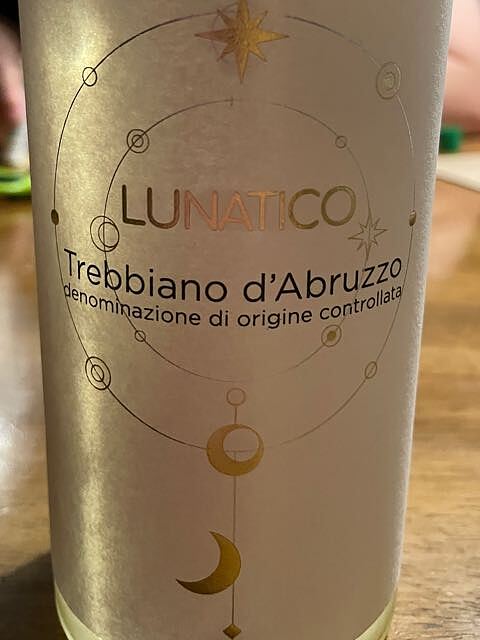 LUNATICO
Trebbiano d'Abruzzo
denominazione di origine controllata